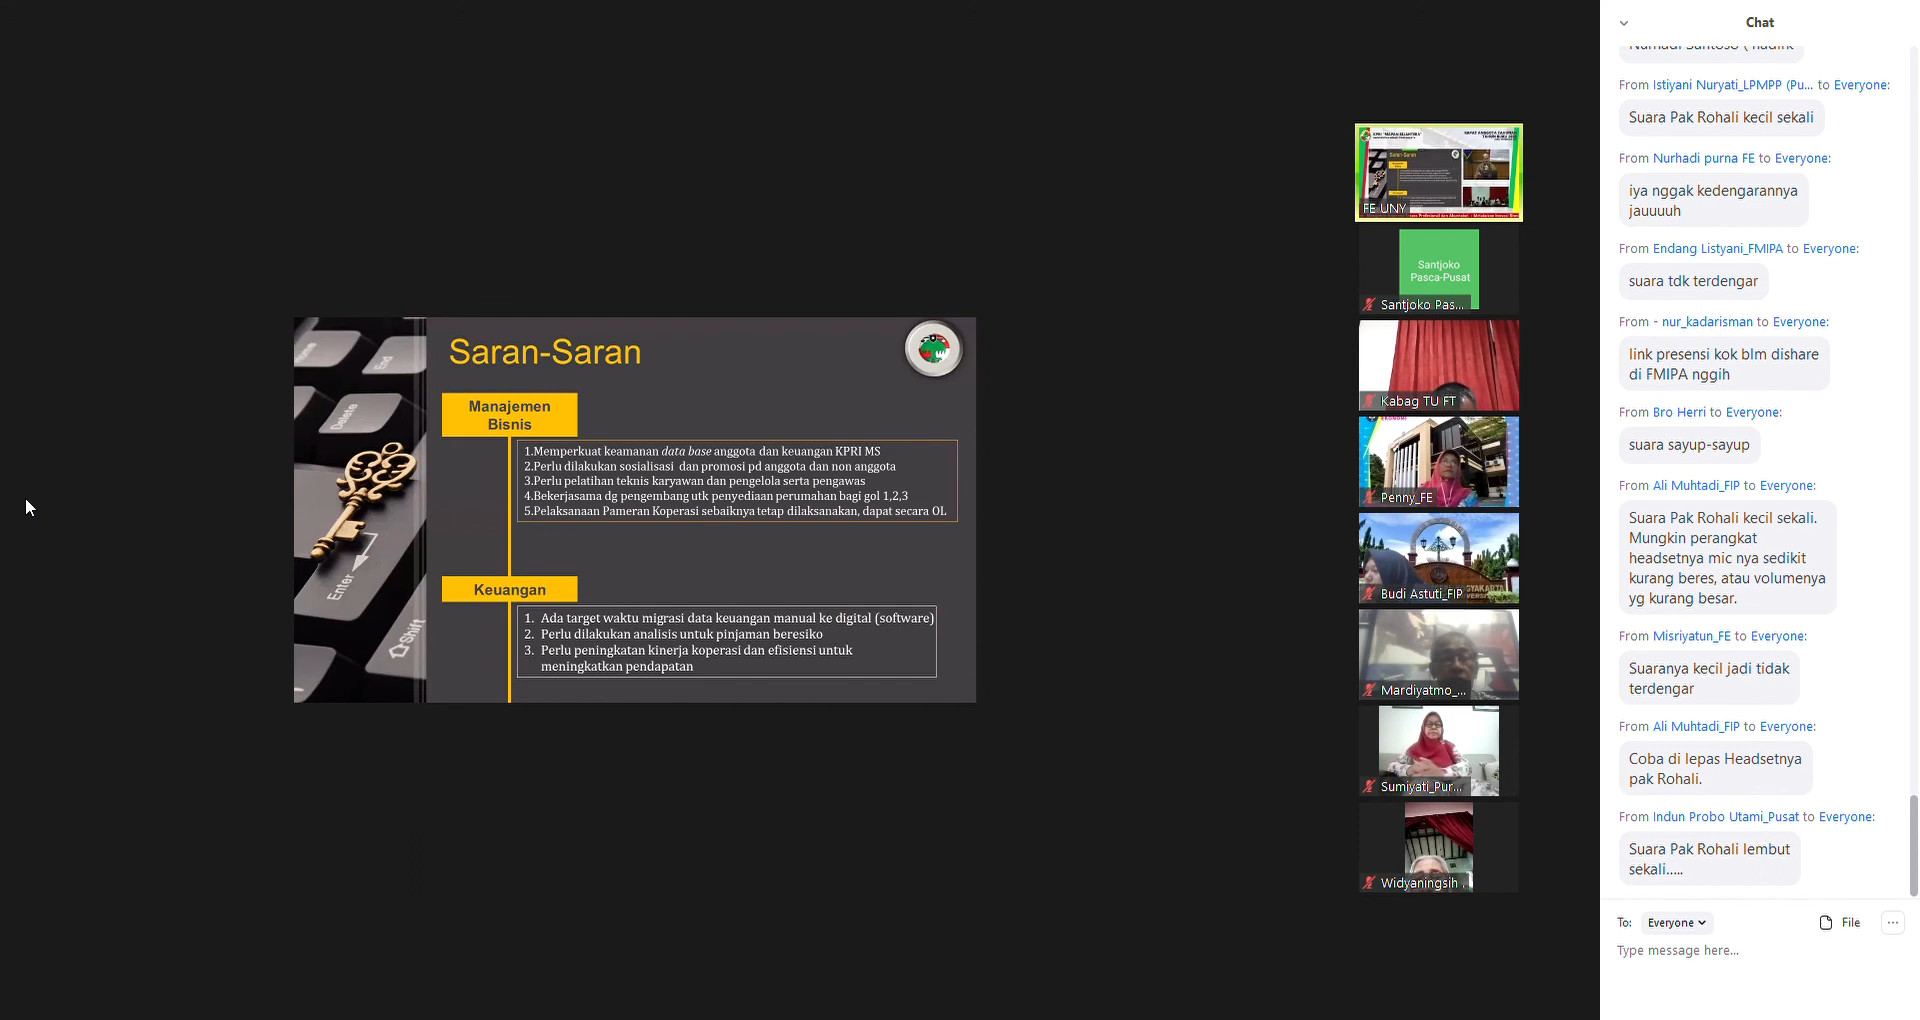 Saran-Saran
Manajemen
Bisnis
1.Memperkuat keamanan data base anggota dan keuangan KPRI MS
2.Perlu dilakukan sosialisasi dan promosi pd anggota dan non anggota
3.Perlu pelatihan teknis karyawan dan pengelola serta pengawas
4.Bekerjasama dg pengembang utk penyediaan perumahan bagi gol 1,2,3
5.Pelaksanaan Pameran Koperasi sebaiknya tetap dilaksanakan, dapat secara OL
Keuangan
1. Ada target waktu migrasi data keuangan manual ke digital (software)
2. Perlu dilakukan analisis untuk pinjaman beresiko
3. Perlu peningkatan kinerja koperasi dan efisiensi untuk
meningkatkan pendapatan
End
Delete
Enter
Shift
Saran-Saran
FE UNY
Santjoko
Pasca-Pusat
Santjoko Pas...
Kabag TU FT
Penny_FE
Budi Astuti_FIP
Mardiyatmo_...
Sumiyati_Pur...
Widyaningsih .
Chat
From Istiyani Nuryati_LPMPP (Pu... to Everyone:
Suara Pak Rohali kecil sekali
From Nurhadi purna FE to Everyone:
iya nggak kedengarannya
jauuuuh
From Endang Listyani_FMIPA to Everyone:
suara tdk terdengar
From - nur_kadarisman to Everyone:
link presensi kok blm dishare
di FMIPA nggih
From Bro Herri to Everyone:
suara sayup-sayup
From Ali Muhtadi_FIP to Everyone:
Suara Pak Rohali kecil sekali.
Mungkin perangkat
headsetnya mic nya sedikit
kurang beres, atau volumenya
yg kurang besar.
From Misriyatun_FE to Everyone:
Suaranya kecil jadi tidak
terdengar
From Ali Muhtadi_FIP to Everyone:
Coba di lepas Headsetnya
pak Rohali.
From Indun Probo Utami_Pusat to Everyone:
Suara Pak Rohali lembut
sekali.....
To: Everyone
File
Type message here...